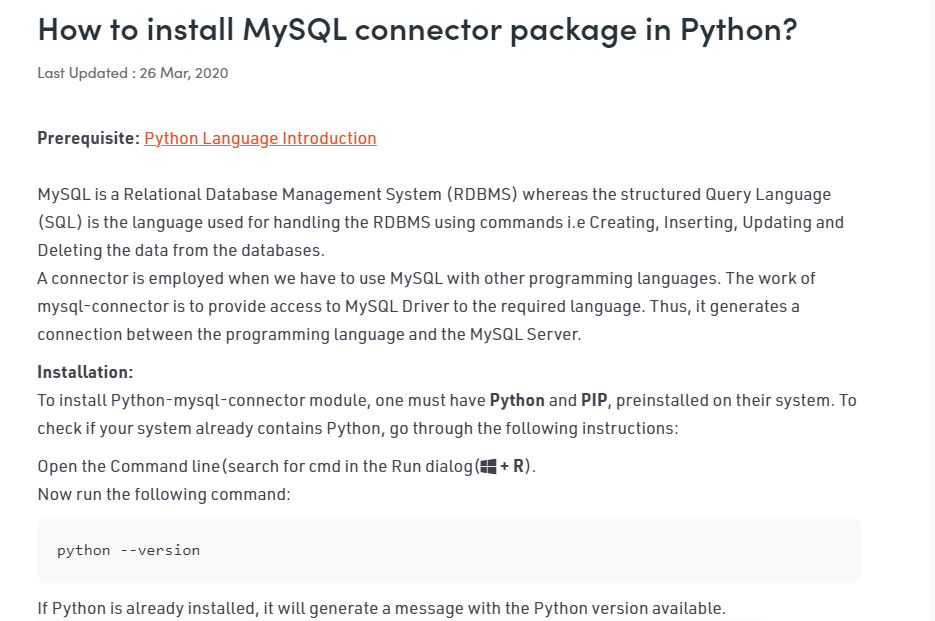 How to install MySQL connector package in Python?
Last Updated : 26 Mar, 2020
Prerequisite: Python Language Introduction
MySQL is a Relational Database Management System (RDBMS) whereas the structured Query Language
(SQL) is the language used for handling the RDBMS using commands i.e Creating, Inserting, Updating and
Deleting the data from the databases.
A connector is employed when we have to use MySQL with other programming languages. The work of
mysql-connector is to provide access to MySQL Driver to the required language. Thus, it generates a
connection between the programming language and the MySQL Server.
Installation:
To install Python-mysql-connector module, one must have Python and PIP, preinstalled on their system. To
check if your system already contains Python, go through the following instructions:
Open the Command line(search for cmd in the Run dialog( + R).
Now run the following command:
python --version
If Python is already installed, it will generate a message with the Python version available.